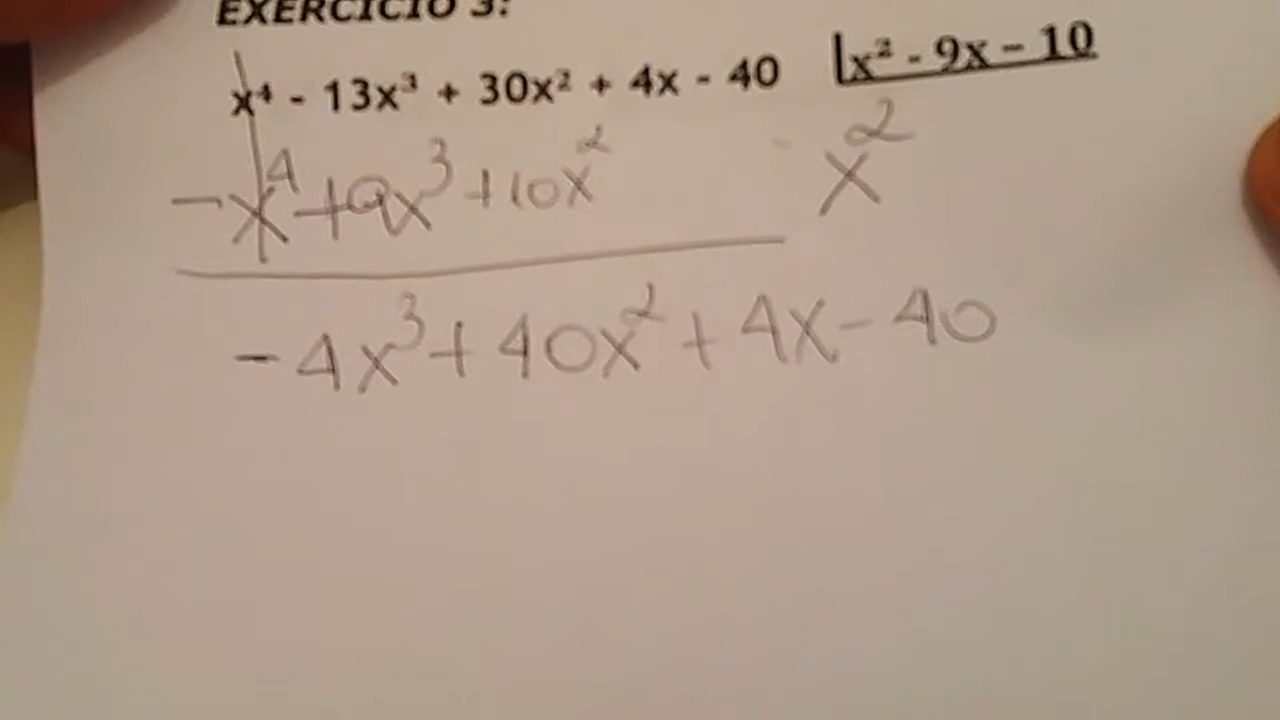 EXERCÍCIO 3:
x⁴ - 13x³ + 30x² + 4x - 40 |x² - 9x - 10
-x⁴+9x³+10x² x²
-4x³+40x²+4x-40